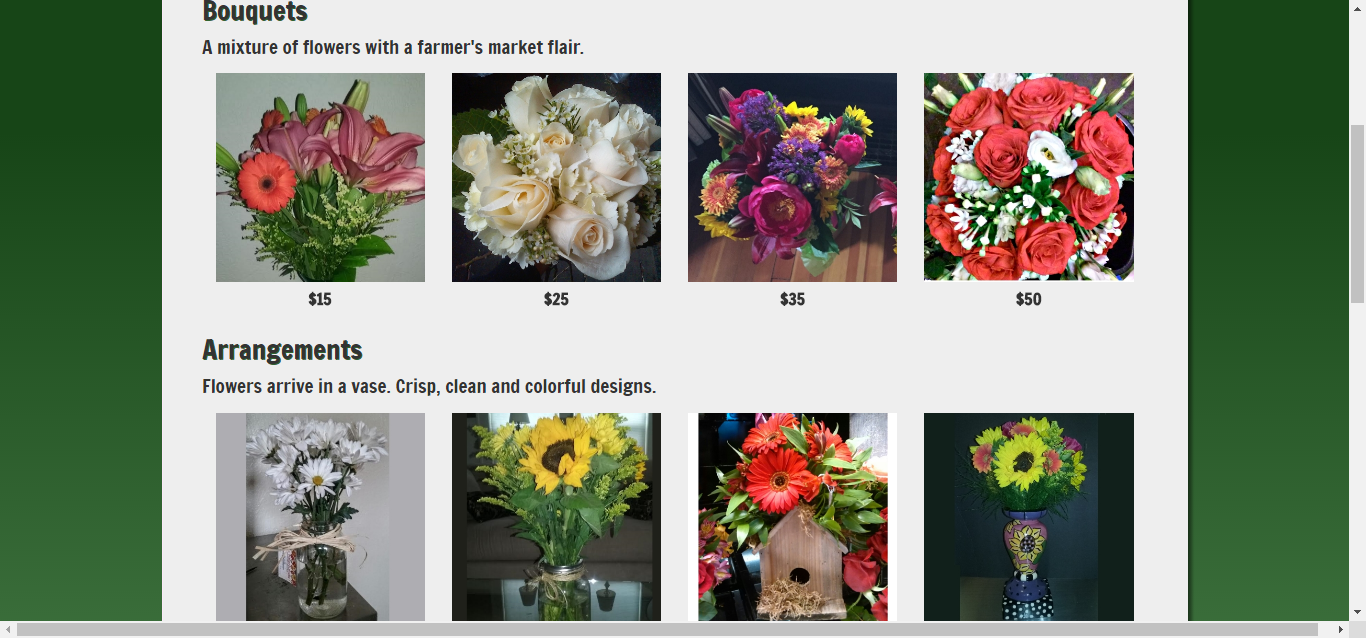 Bouquets
A mixture of flowers with a farmer's market flair.
$15
$25
$35
$50
Arrangements
Flowers arrive in a vase. Crisp, clean and colorful designs.